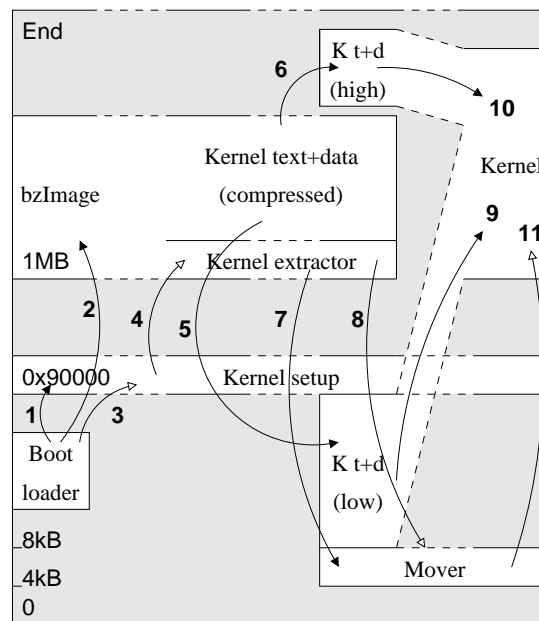 End
K t+d
(high)
6
10
Kernel text+data
(compressed)
Kernel
bzImage
9
11
1MB
Kernel extractor
2
4
5
7
8
0x90000
Kernel setup
1
3
Boot
loader
K t+d
(low)
8kB
4kB
Mover
0